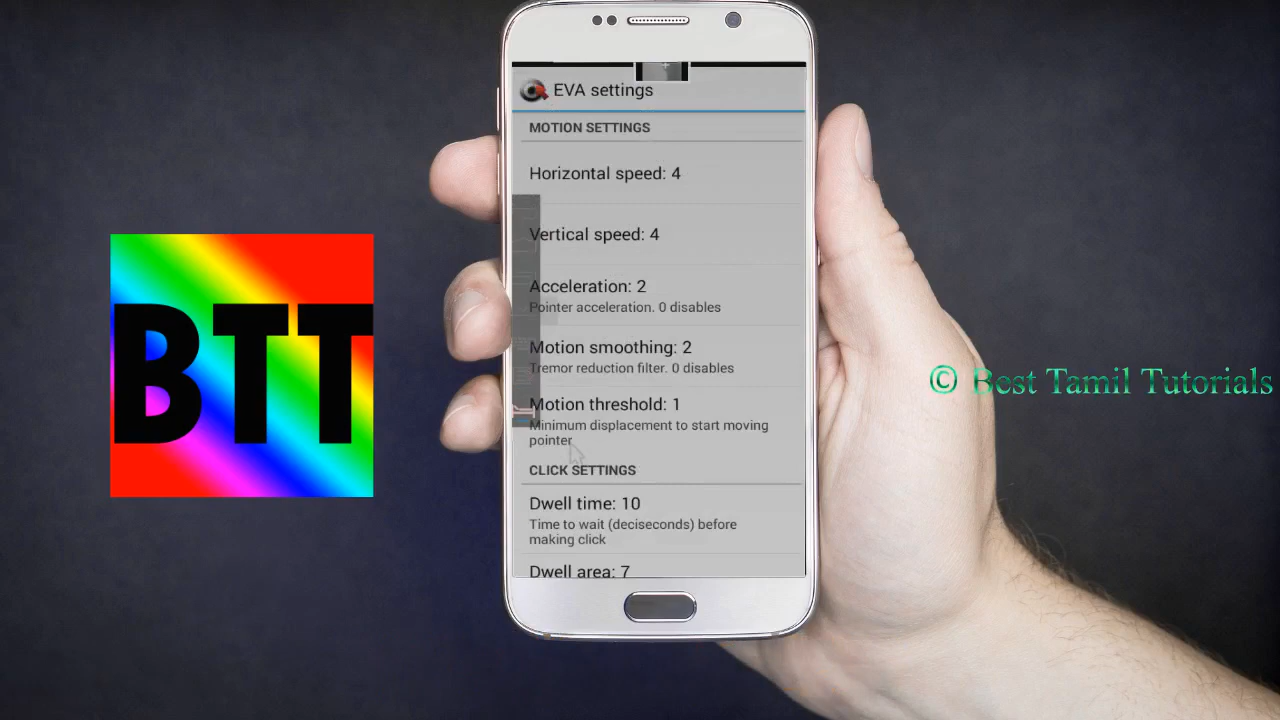 EVA settings
MOTION SETTINGS
Horizontal speed: 4
Vertical speed: 4
Acceleration: 2
Pointer acceleration. 0 disables
Motion smoothing: 2
Tremor reduction filter. 0 disables
Motion threshold: 1
Minimum displacement to start moving
pointer
CLICK SETTINGS
Dwell time: 10
Time to wait (deciseconds) before
making click
Dwell area: 7
BTT
© Best Tamil Tutorials